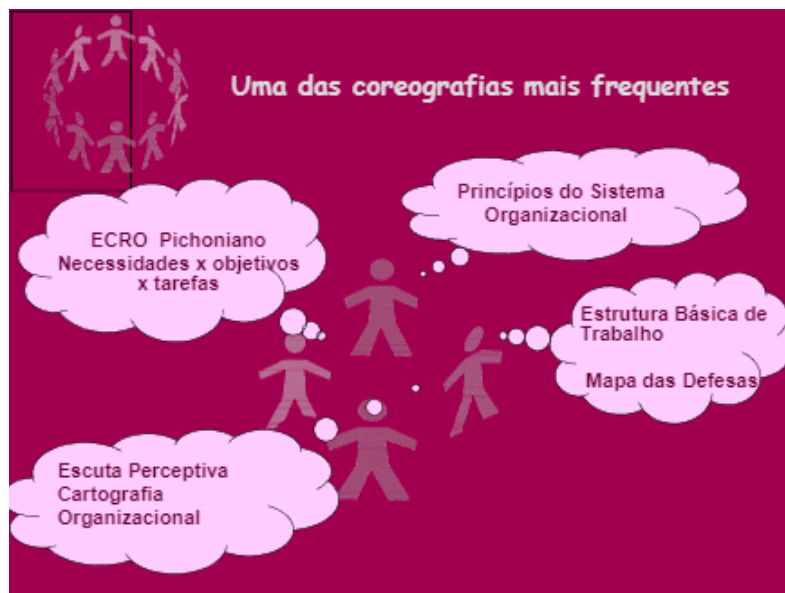 Uma das coreografias mais frequentes
Princípios do Sistema
Organizacional
ECRO Pichoniano
Necessidades x objetivos
x tarefas
Estrutura Básica de
Trabalho
Mapa das Defesas
Escuta Perceptiva
Cartografia
Organizacional